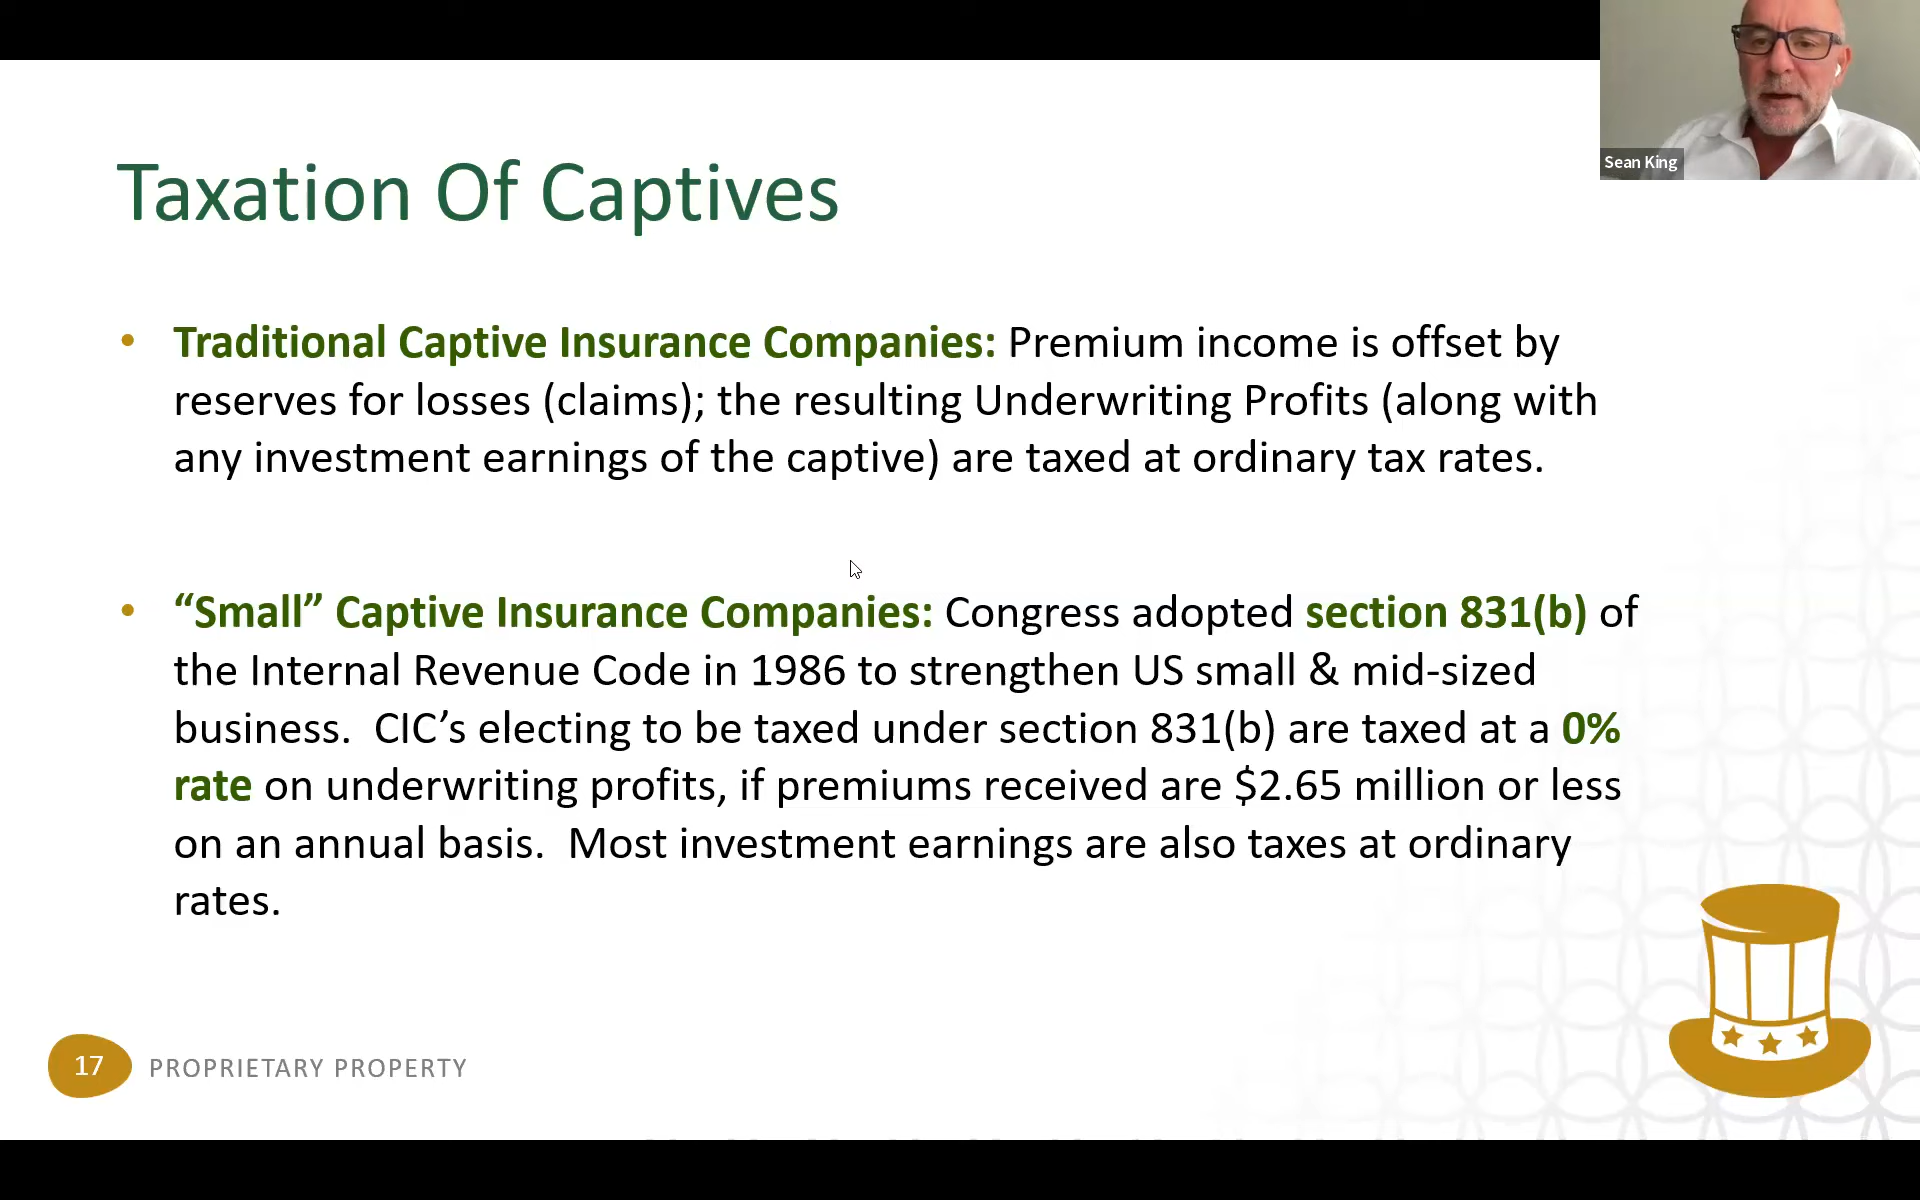 Sean King
Taxation Of Captives
• Traditional Captive Insurance Companies: Premium income is offset by
reserves for losses (claims); the resulting Underwriting Profits (along with
any investment earnings of the captive) are taxed at ordinary tax rates.
• “Small” Captive Insurance Companies: Congress adopted section 831(b) of
the Internal Revenue Code in 1986 to strengthen US small & mid-sized
business.  CIC’s electing to be taxed under section 831(b) are taxed at a 0%
rate on underwriting profits, if premiums received are $2.65 million or less
on an annual basis.  Most investment earnings are also taxes at ordinary
rates.
17 PROPRIETARY PROPERTY